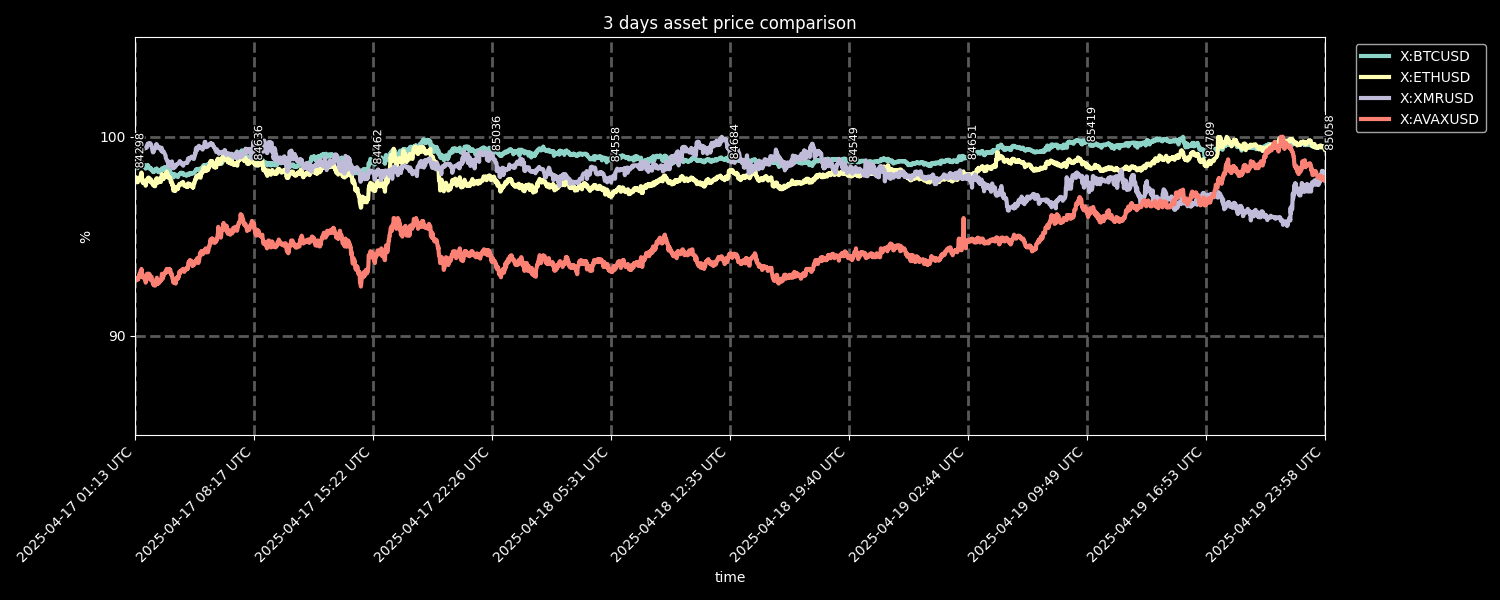 3 days asset price comparison
X:BTCUSD
X:ETHUSD
X:XMRUSD
X:AVAXUSD
100
90
%
84298
84636
84462
85036
84558
84684
84549
84651
85419
84789
85058
2025-04-17 01:13 UTC
2025-04-17 08:17 UTC
2025-04-17 15:22 UTC
2025-04-17 22:26 UTC
2025-04-18 05:31 UTC
2025-04-18 12:35 UTC
2025-04-18 19:40 UTC
2025-04-19 02:44 UTC
2025-04-19 09:49 UTC
2025-04-19 16:53 UTC
2025-04-19 23:58 UTC
time